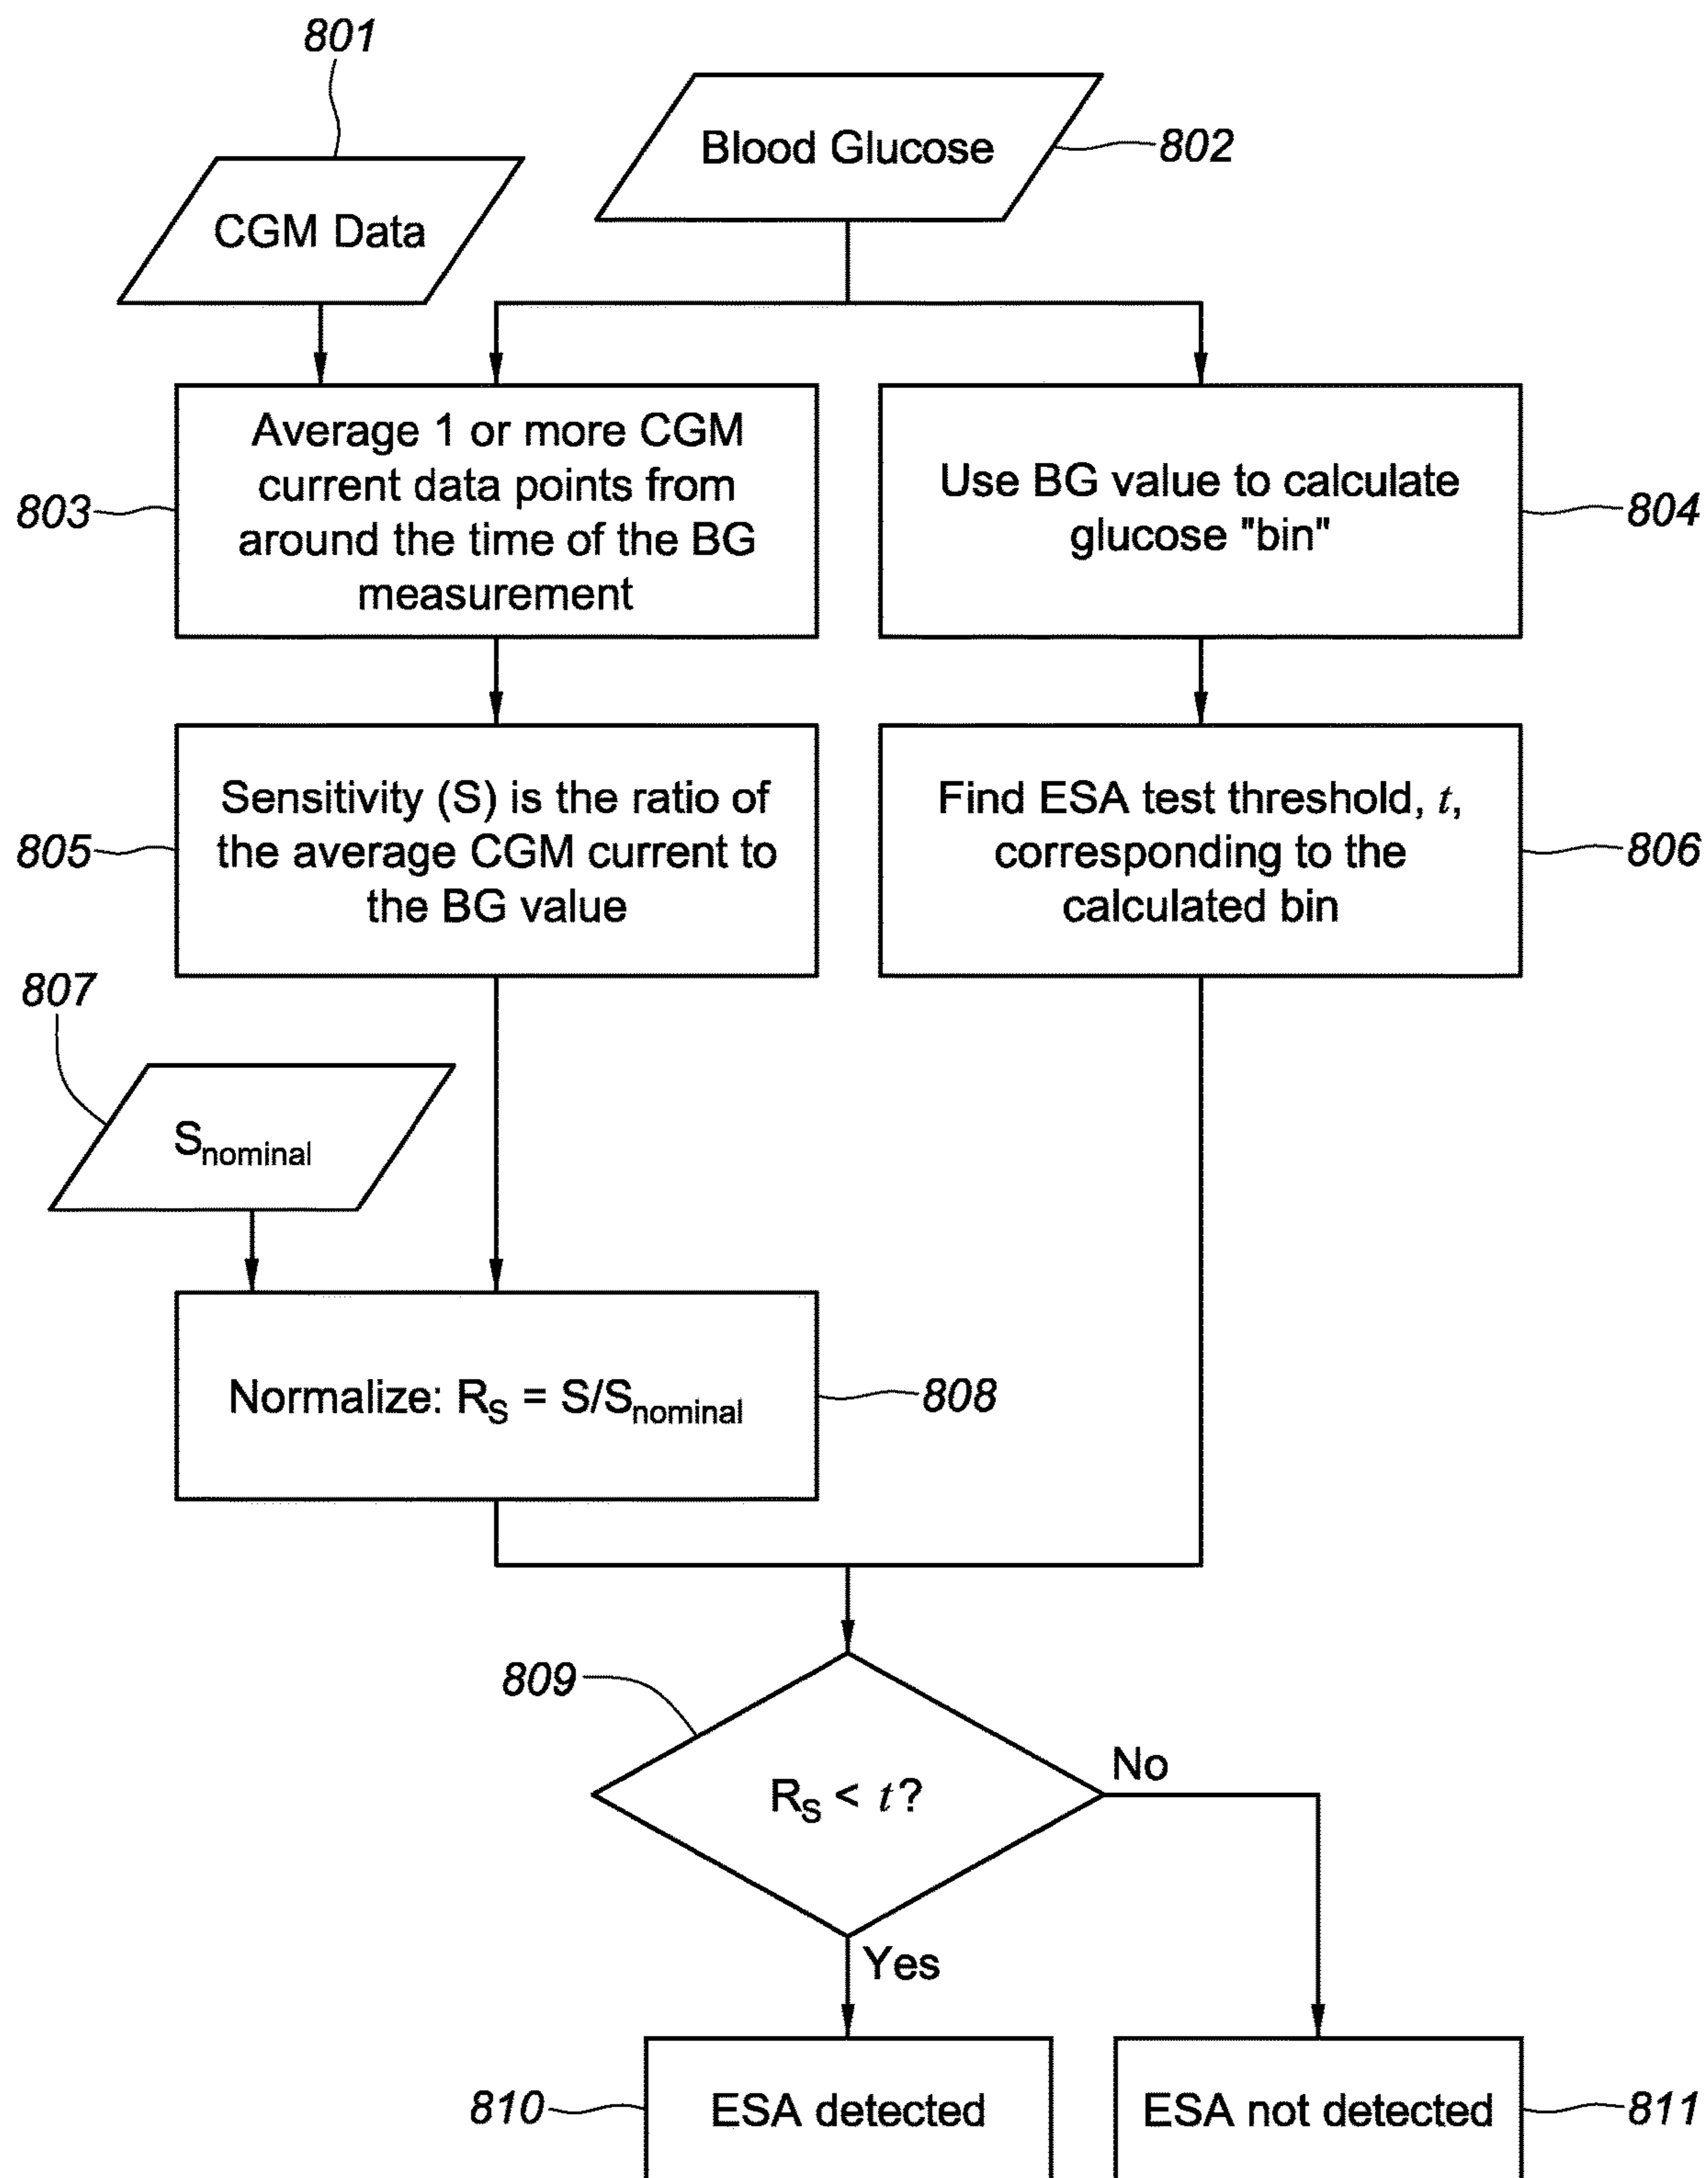 801
Blood Glucose
802
CGM Data
Average 1 or more CGM
current data points from
around the time of the BG
measurement
803
Use BG value to calculate
glucose "bin"
804
Sensitivity (S) is the ratio of
the average CGM current to
the BG value
805
Find ESA test threshold, t,
corresponding to the
calculated bin
806
807
Snominal
Normalize: RS = S/Snominal
808
809
RS < t?
No
Yes
810
ESA detected
ESA not detected
811